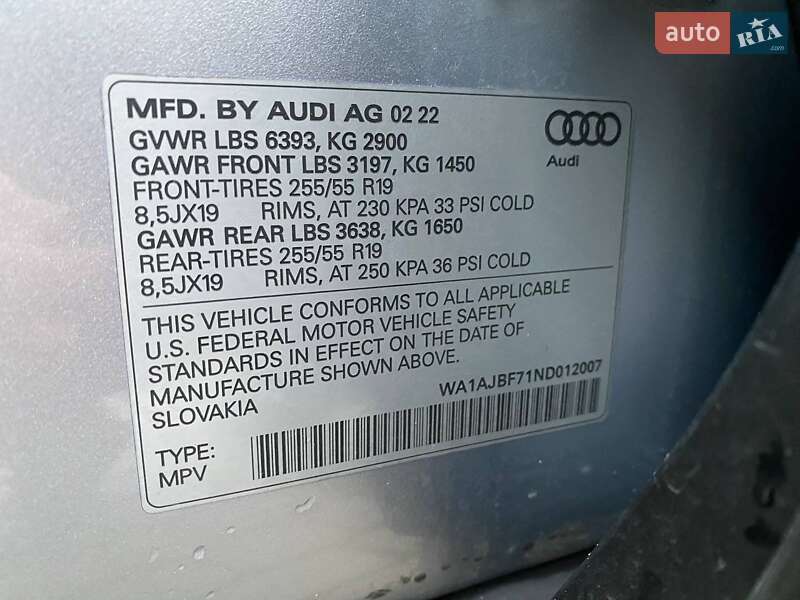 auto RIA.com
MFD. BY AUDI AG 02 22
GVWR LBS 6393, KG 2900
GAWR FRONT LBS 3197, KG 1450
FRONT-TIRES 255/55 R19
8,5JX19 RIMS, AT 230 KPA 33 PSI COLD
GAWR REAR LBS 3638, KG 1650
REAR-TIRES 255/55 R19
8,5JX19 RIMS, AT 250 KPA 36 PSI COLD
Audi
THIS VEHICLE CONFORMS TO ALL APPLICABLE
U.S. FEDERAL MOTOR VEHICLE SAFETY
STANDARDS IN EFFECT ON THE DATE OF
MANUFACTURE SHOWN ABOVE.
SLOVAKIA
WA1AJBF71ND012007
TYPE:
MPV